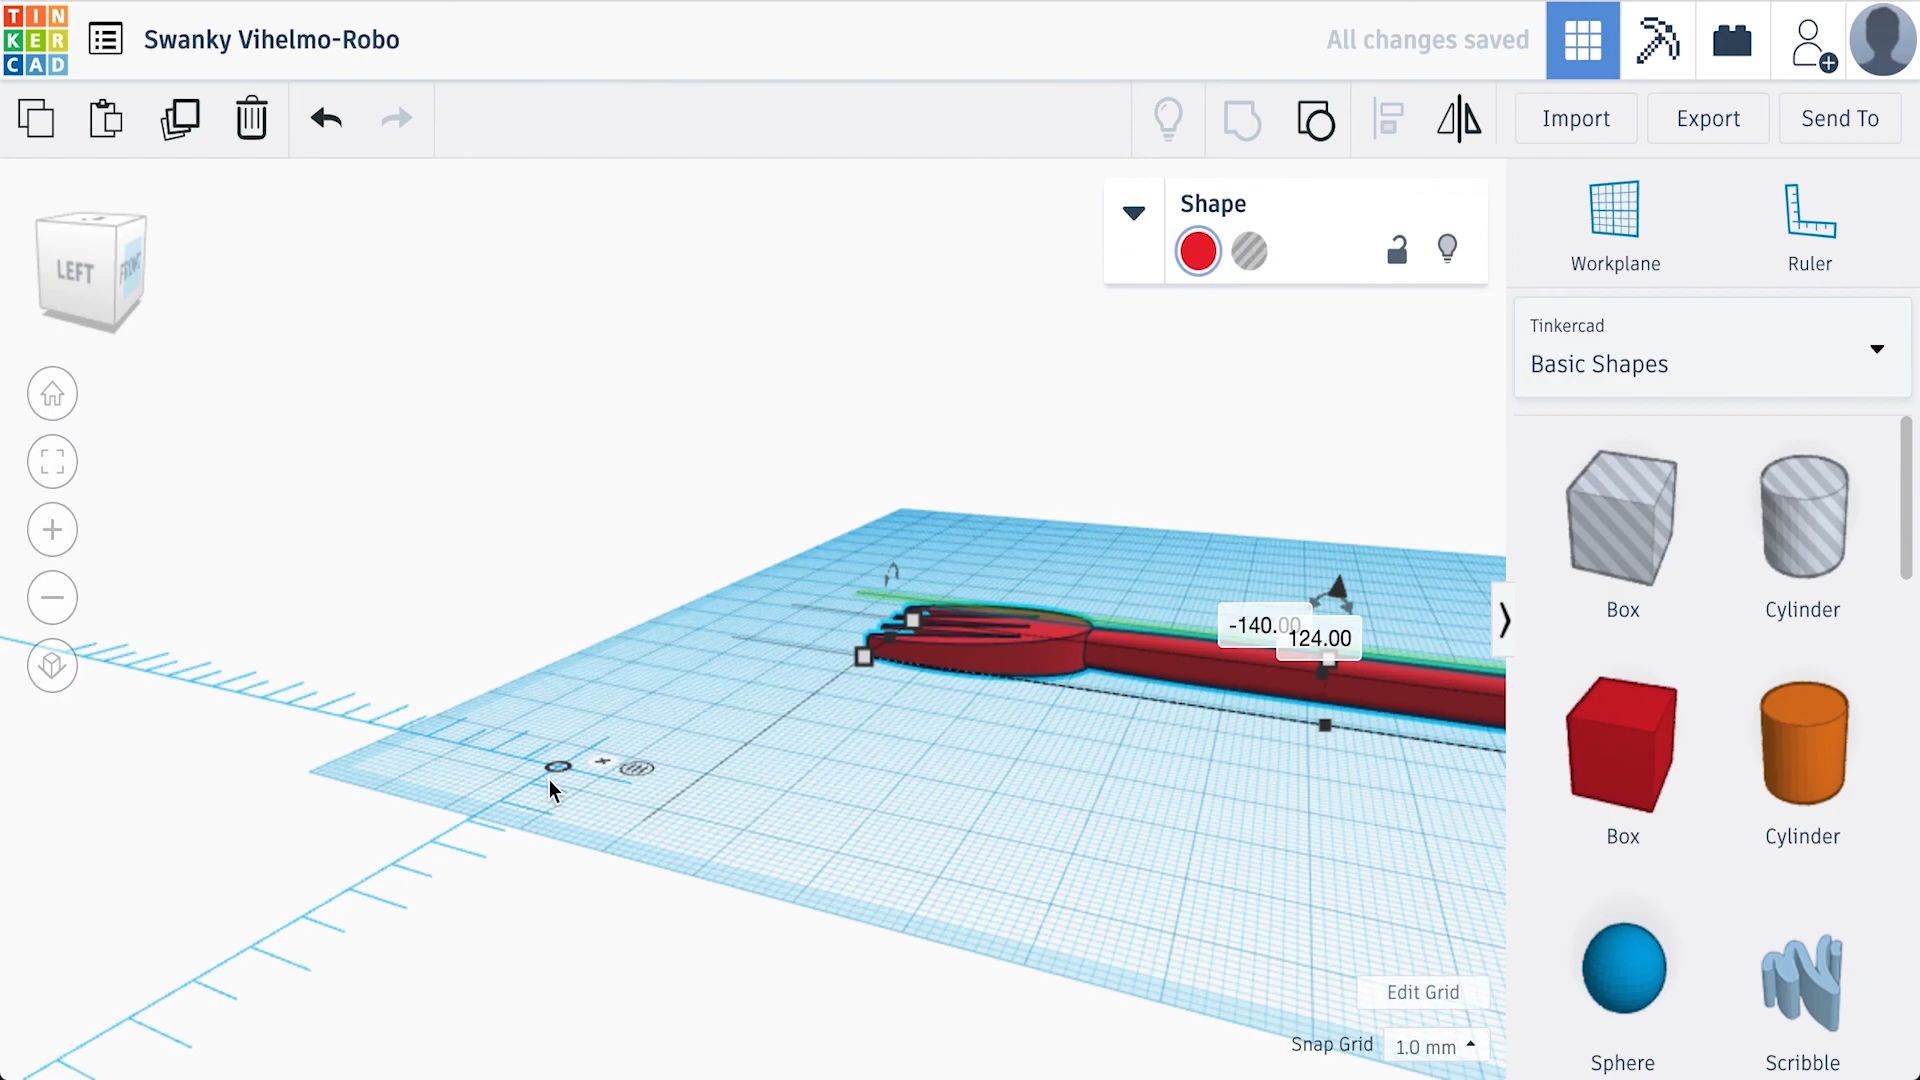 TIN
KER
CAD
Swanky Vihelmo-Robo
All changes saved
Import
Export
Send To
Shape
LEFT
FRONT
Workplane
Ruler
Tinkercad
Basic Shapes
Box
Cylinder
-140.00
124.00
Box
Cylinder
Edit Grid
Snap Grid
1.0 mm
Sphere
Scribble